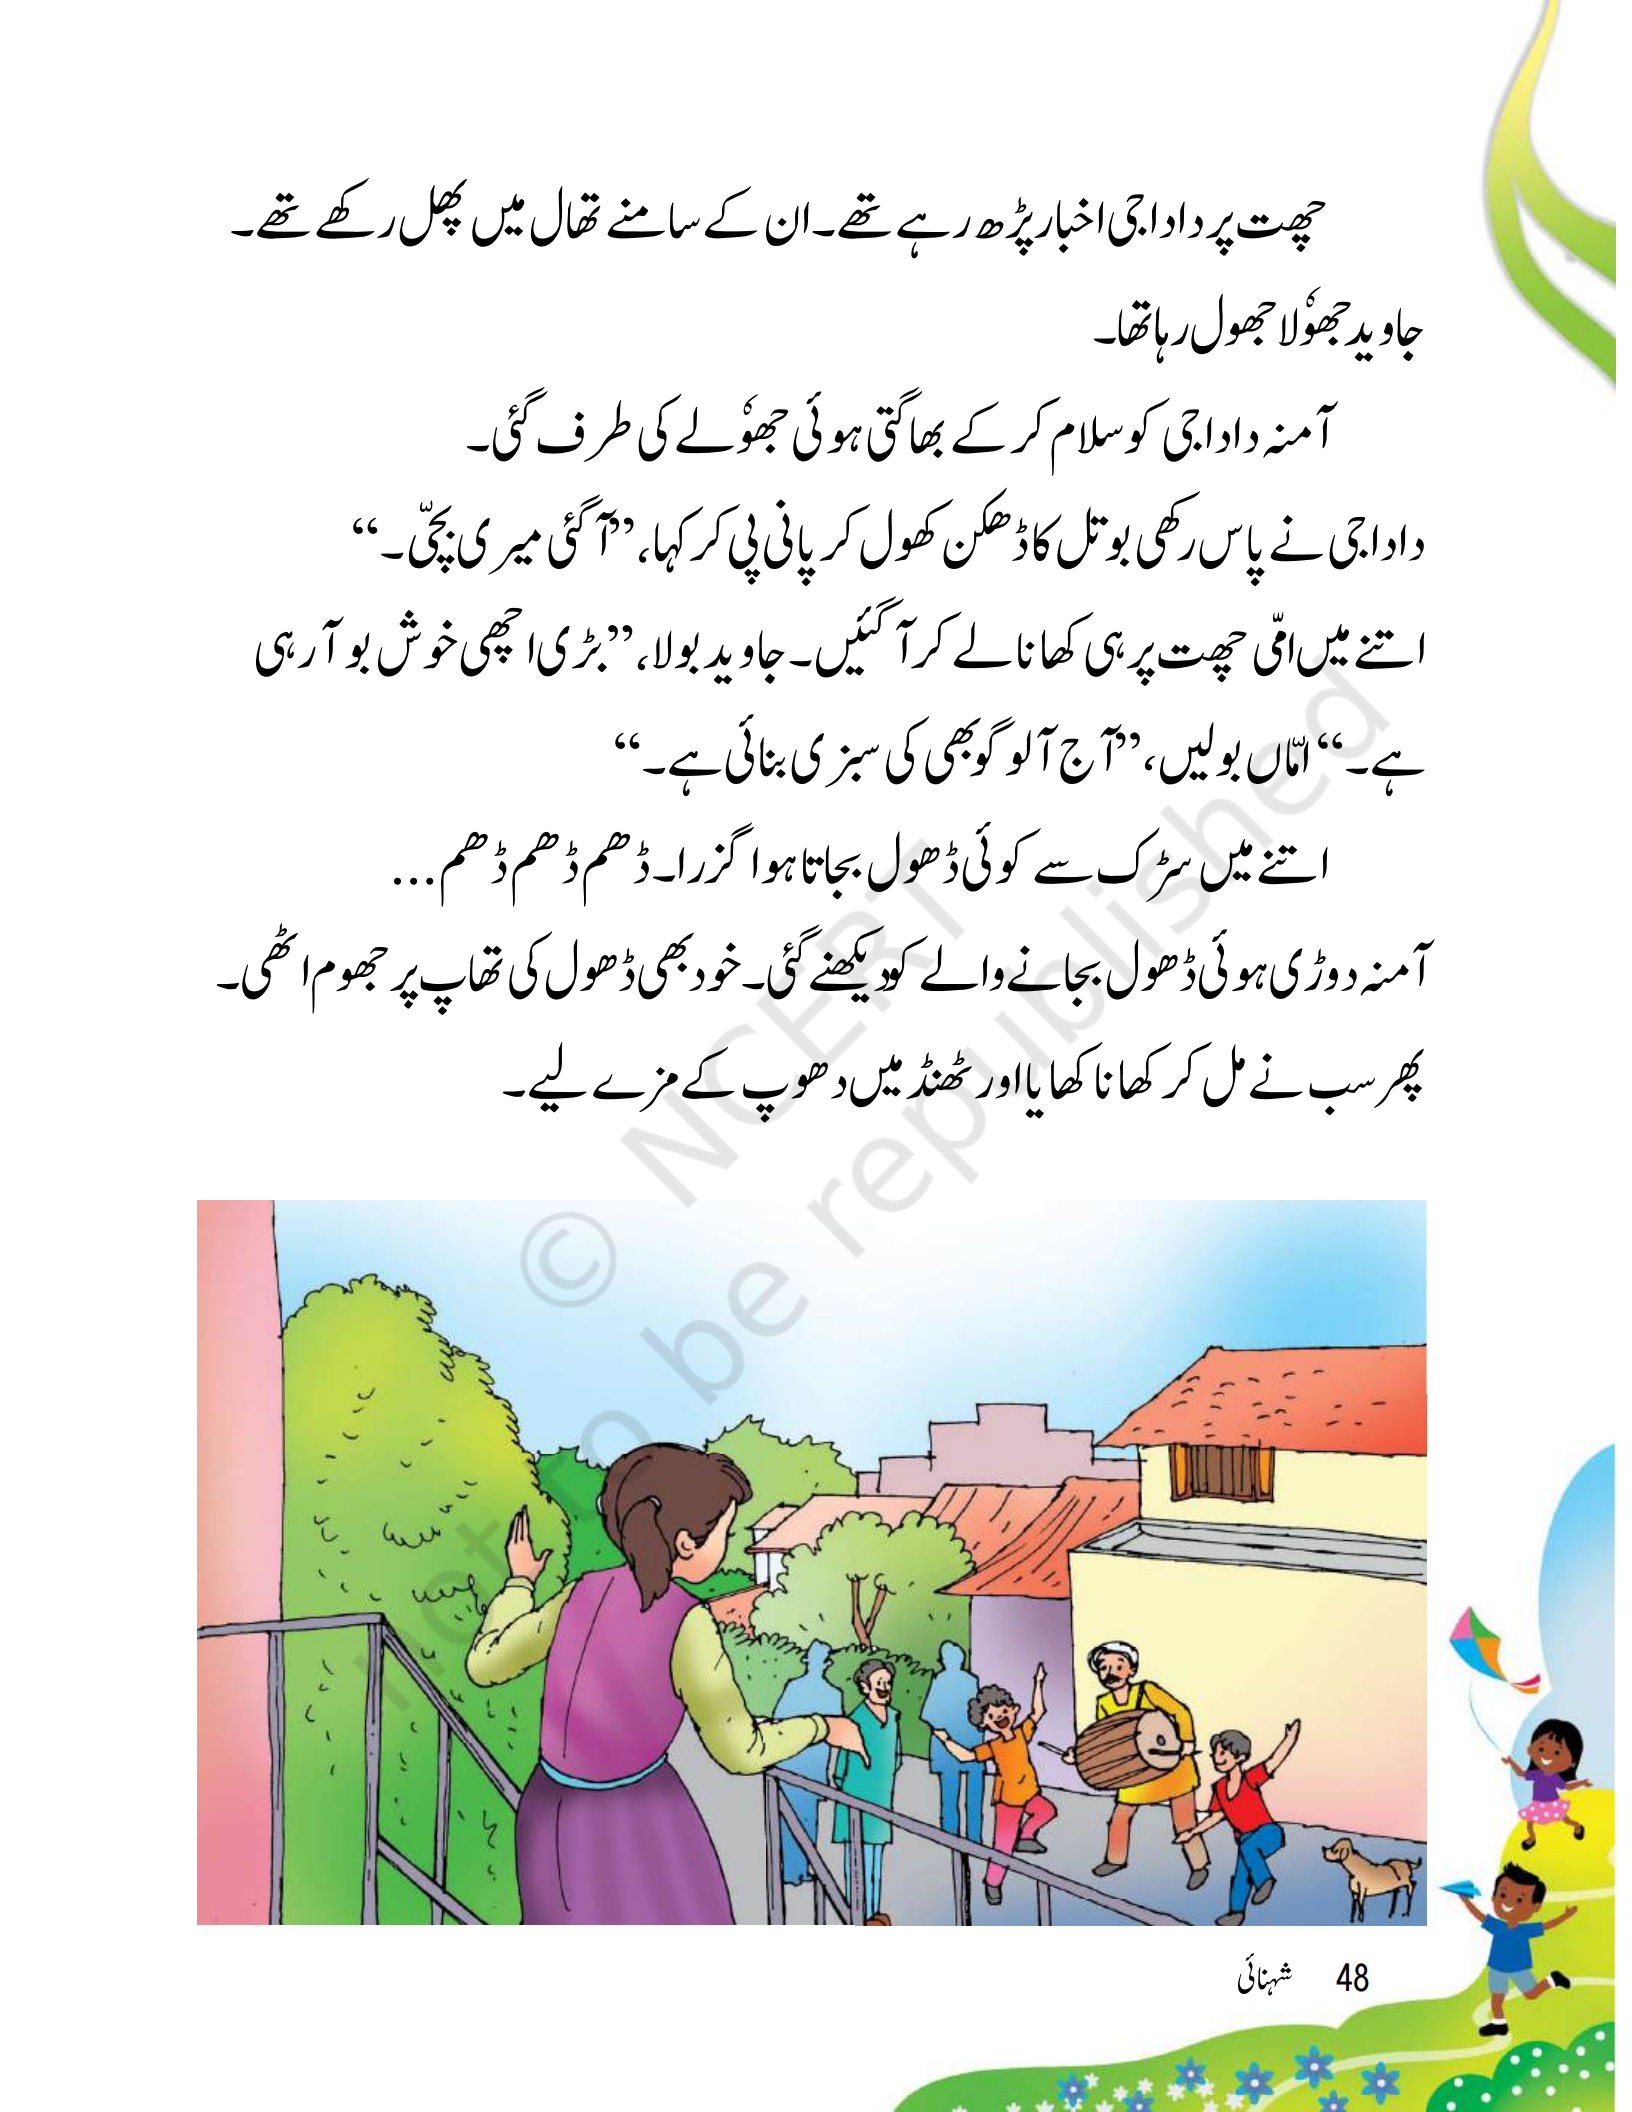 چھت پر دادا جی اخبار پڑھ رہے تھے۔ ان کے سامنے تھال میں پھل رکھے تھے۔
جاوید جھوٗلا جھول رہا تھا۔
آمنہ دادا جی کو سلام کر کے بھاگتی ہوئی جھوٗلے کی طرف گئی۔
دادا جی نے پاس رکھی بوتل کا ڈھکن کھول کر پانی پی کر کہا، ”آ گئی میری بچّی۔“
اتنے میں امّی چھت پر ہی کھانا لے کر آ گئیں۔ جاوید بولا، ”بڑی اچھی خوش بو آ رہی
ہے۔“ امّاں بولیں، ”آج آلو گوبھی کی سبزی بنائی ہے۔“
اتنے میں سڑک سے کوئی ڈھول بجاتا ہوا گزرا۔ ڈھم ڈھم ڈھم...
آمنہ دوڑی ہوئی ڈھول بجانے والے کو دیکھنے گئی۔ خود بھی ڈھول کی تھاپ پر جھوم اٹھی۔
پھر سب نے مل کر کھانا کھایا اور ٹھنڈ میں دھوپ کے مزے لیے۔
© NCERT
not to be republished
48 شہنائی